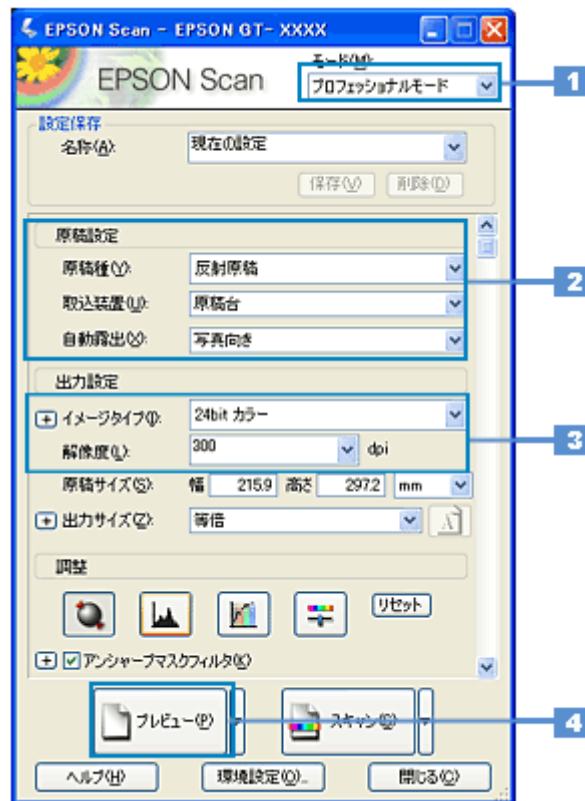 EPSON Scan - EPSON GT- XXXX
EPSON Scan
モード(M):
プロフェッショナルモード
1
設定保存
名称(A):
現在の設定
保存(V)
削除(D)
原稿設定
原稿種(Y):
反射原稿
2
取込装置(U):
原稿台
自動露出(X):
写真向き
出力設定
イメージタイプ(I):
24bit カラー
3
解像度(L):
300
dpi
原稿サイズ(S):
幅 215.9 高さ 297.2 mm
出力サイズ(Z):
等倍
調整
リセット
アンシャープマスクフィルタ(K)
プレビュー(P)
スキャン(S)
4
ヘルプ(H)
環境設定(O)...
閉じる(C)